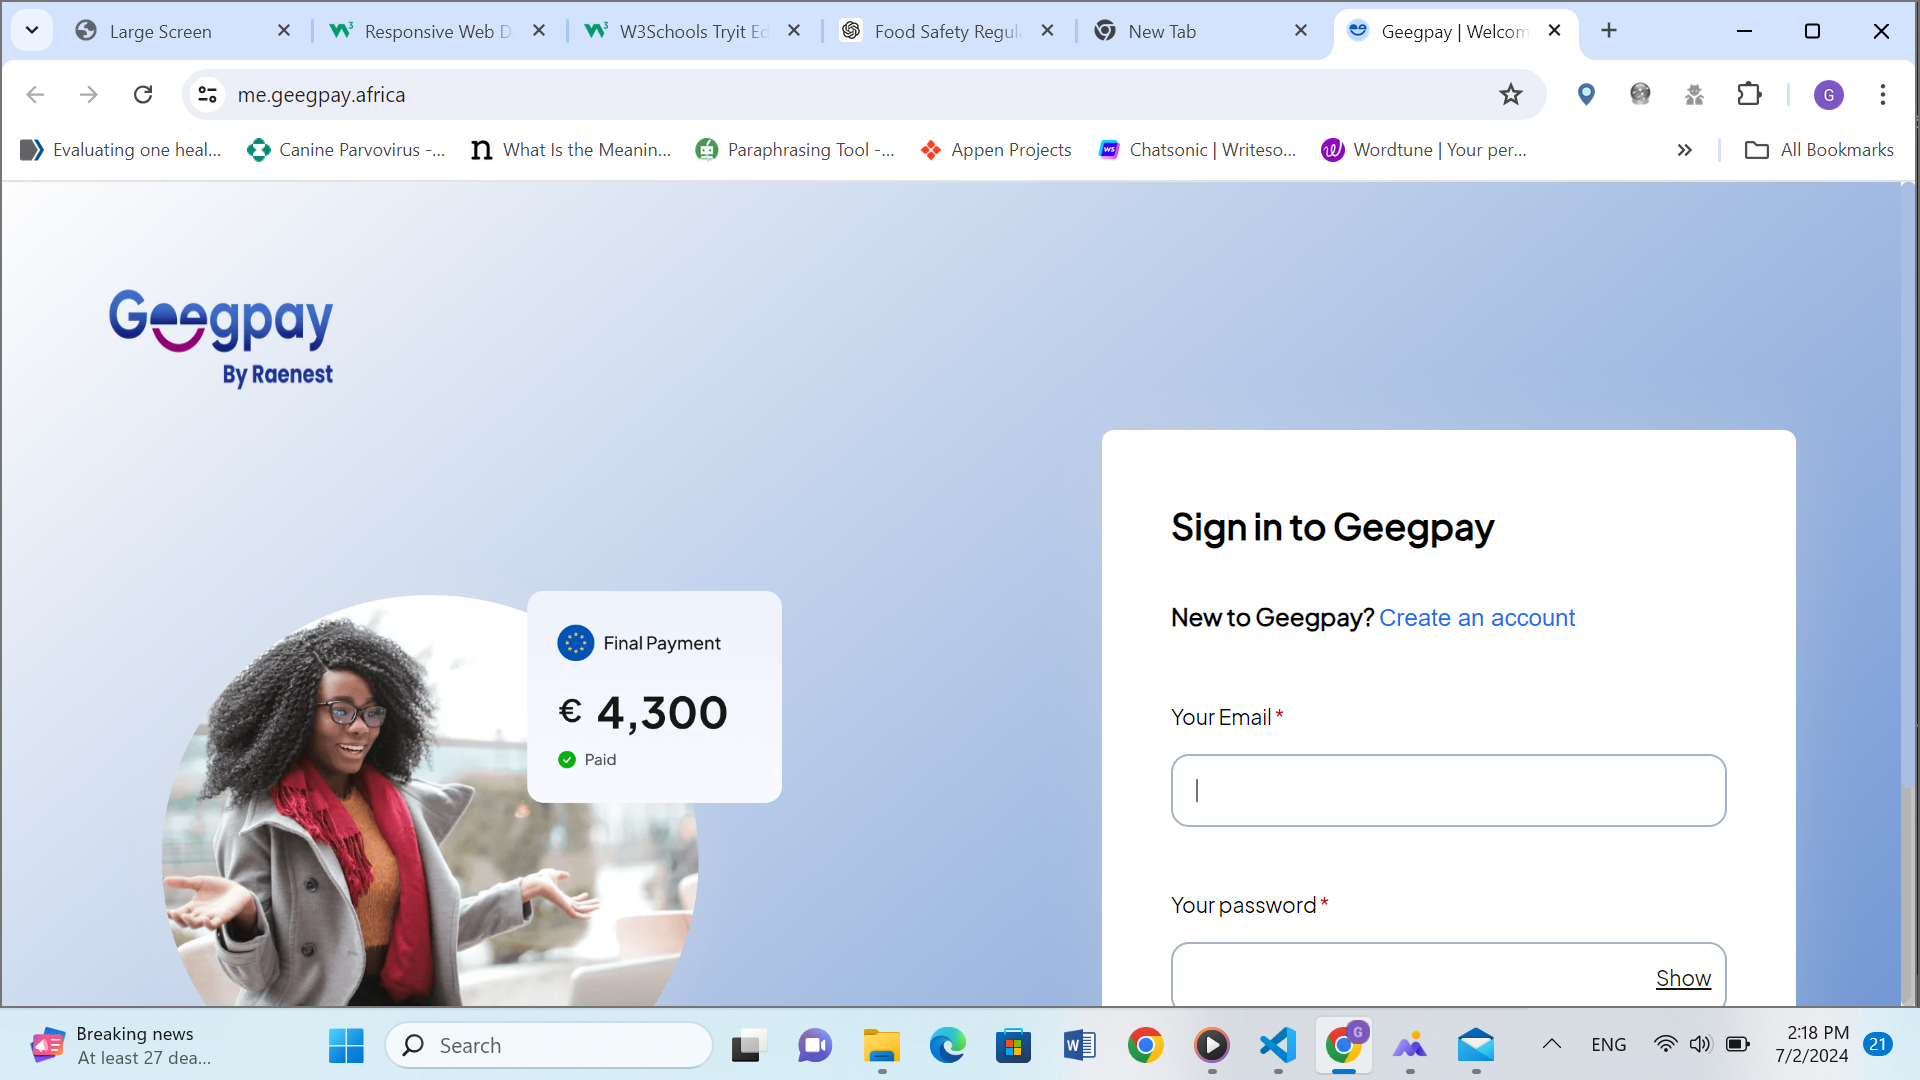 Large Screen
Responsive Web D
W3Schools Tryit Ed
Food Safety Regula
New Tab
Geegpay | Welcom
me.geegpay.africa
G
Evaluating one heal...
Canine Parvovirus -...
What Is the Meanin...
Paraphrasing Tool -...
Appen Projects
Chatsonic | Writeso...
Wordtune | Your per...
All Bookmarks
Geegpay
By Raenest
Final Payment
€ 4,300
Paid
Sign in to Geegpay
New to Geegpay? Create an account
Your Email *
Your password *
Show
Breaking news
At least 27 dea...
Search
G
ENG
2:18 PM
7/2/2024
21